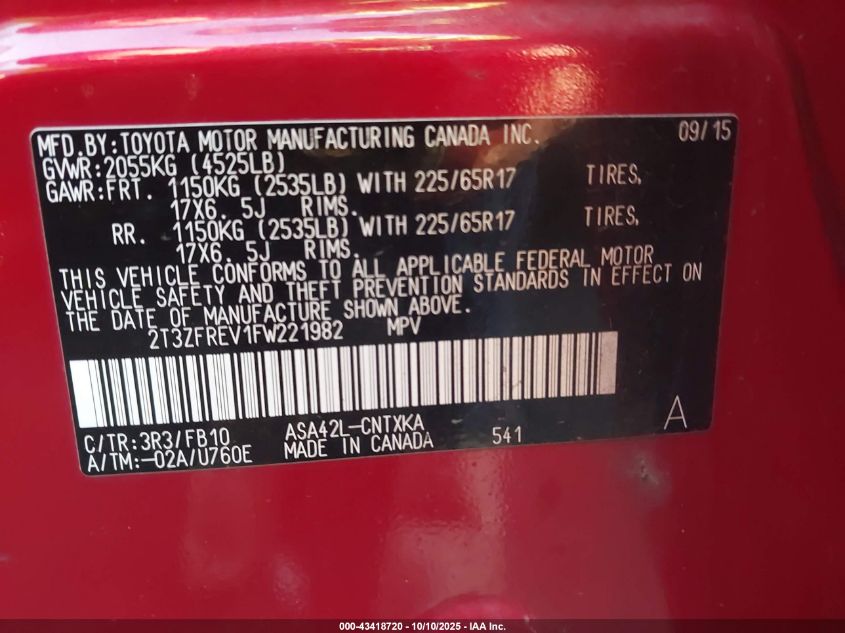 MFD.BY:TOYOTA MOTOR MANUFACTURING CANADA INC. 09/15
GVWR:2055KG (4525LB)
GAWR:FRT. 1150KG (2535LB) WITH 225/65R17 TIRES,
17X6. 5J RIMS.
RR. 1150KG (2535LB) WITH 225/65R17 TIRES,
17X6. 5J RIMS.
THIS VEHICLE CONFORMS TO ALL APPLICABLE FEDERAL MOTOR
VEHICLE SAFETY AND THEFT PREVENTION STANDARDS IN EFFECT ON
THE DATE OF MANUFACTURE SHOWN ABOVE.
2T3ZFREV1FW221982 MPV
C/TR:3R3/FB10 ASA42L-CNTXKA A
A/TM:-02A/U760E MADE IN CANADA 541
000-43418720 - 10/10/2025 - IAA Inc.